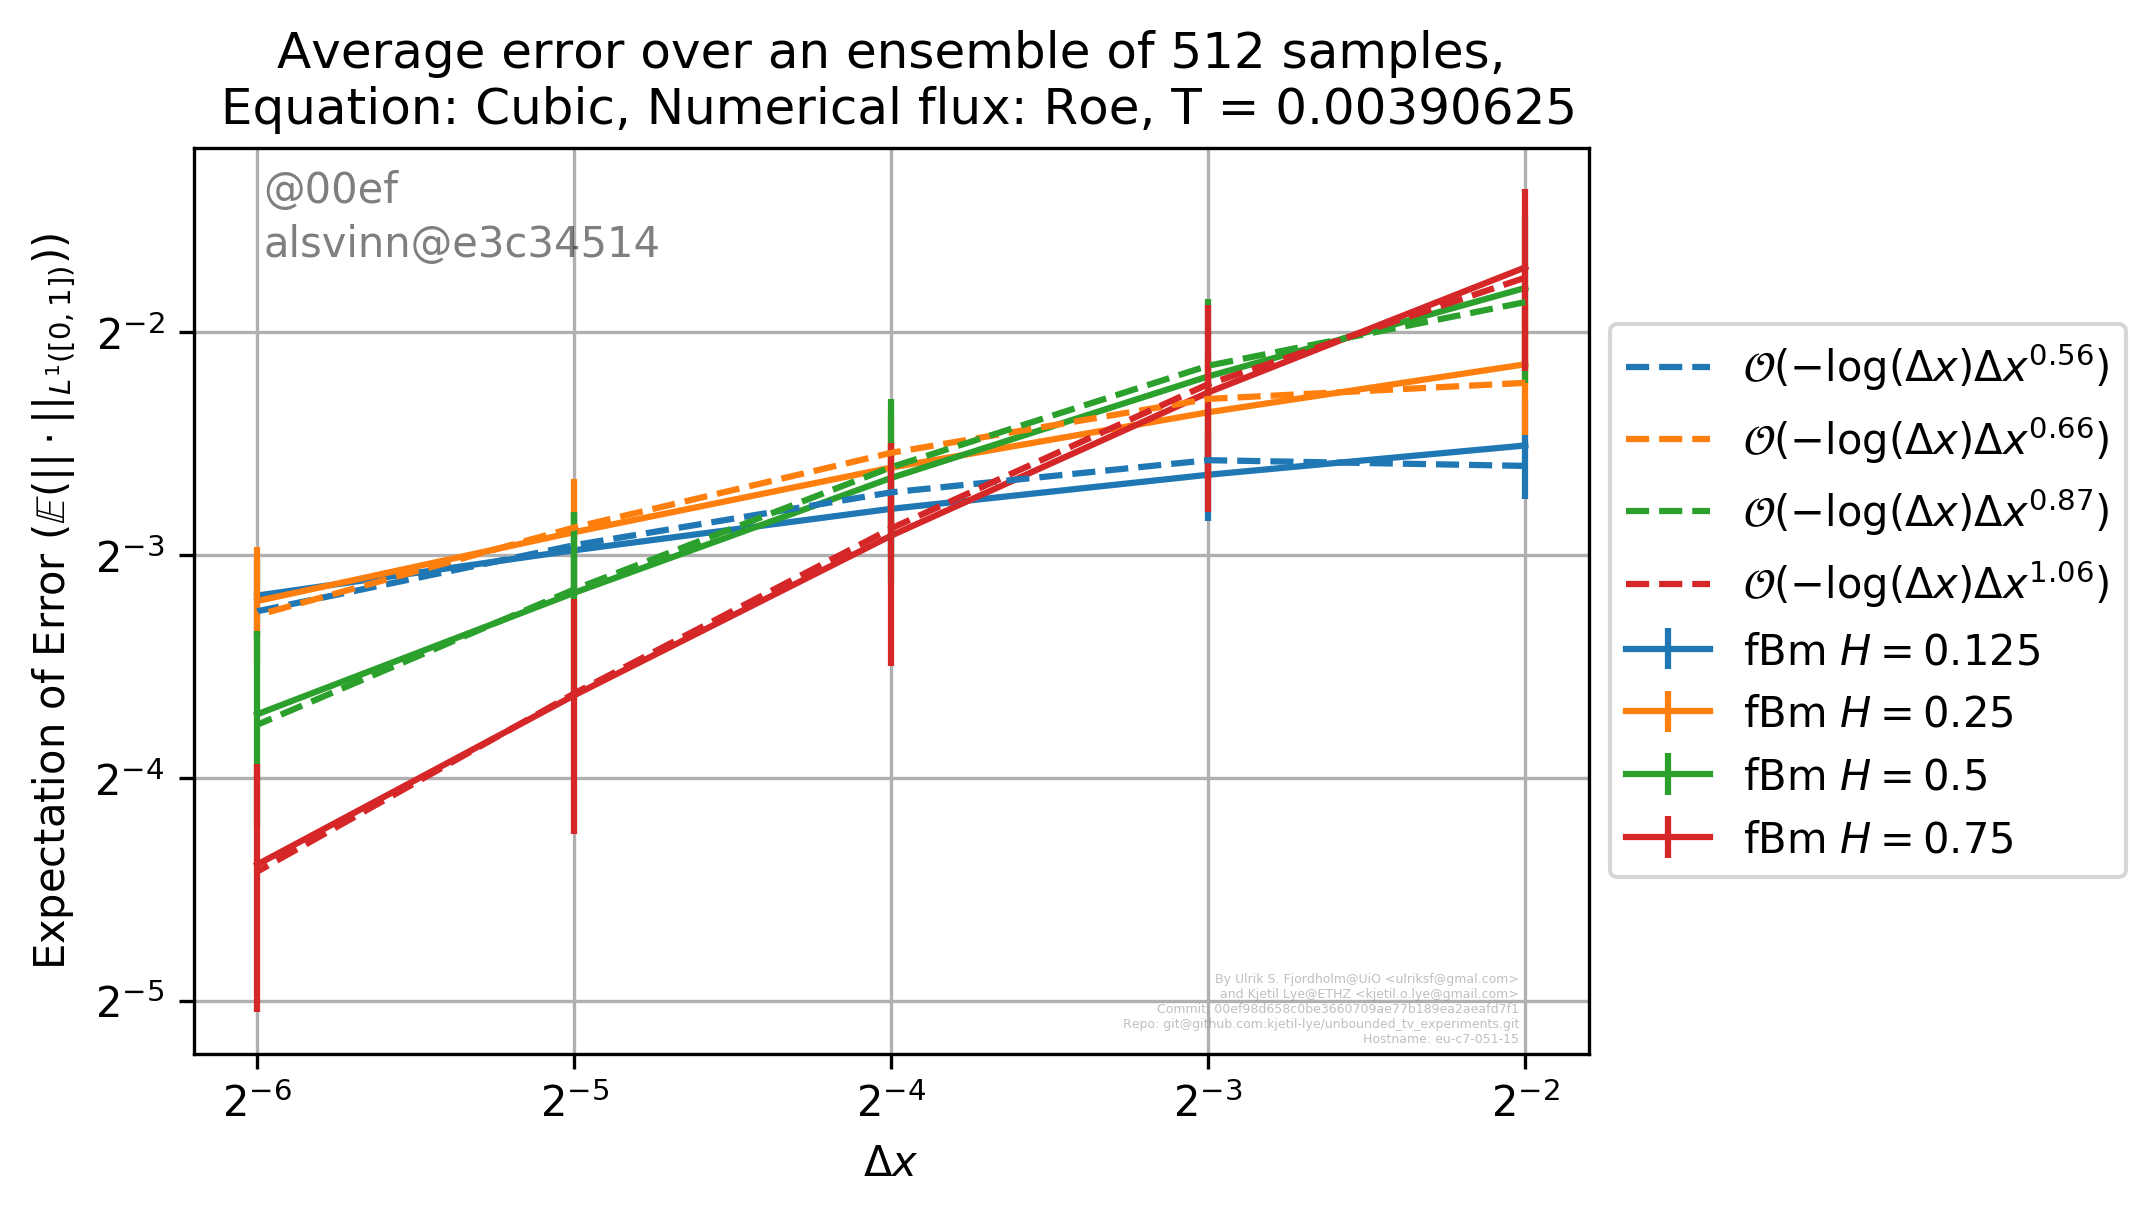 Average error over an ensemble of 512 samples,
Equation: Cubic, Numerical flux: Roe, T = 0.00390625
@00ef
alsvinn@e3c34514
Expectation of Error (𝔼(||·||_{L^1([0,1])}))
2^{-2}
2^{-3}
2^{-4}
2^{-5}
By Ulrik S. Fjordholm@UiO <ulriksf@gmal.com>
and Kjetil Lye@ETHZ <kjetil.o.lye@gmail.com>
Commit: 00ef98d658c0be3660709ae77b189ea2aeafd7f1
Repo: git@github.com:kjetil-lye/unbounded_tv_experiments.git
Hostname: eu-c7-051-15
2^{-6} 2^{-5} 2^{-4} 2^{-3} 2^{-2}
Δx
𝒪(−log(Δx)Δx^{0.56})
𝒪(−log(Δx)Δx^{0.66})
𝒪(−log(Δx)Δx^{0.87})
𝒪(−log(Δx)Δx^{1.06})
fBm H = 0.125
fBm H = 0.25
fBm H = 0.5
fBm H = 0.75